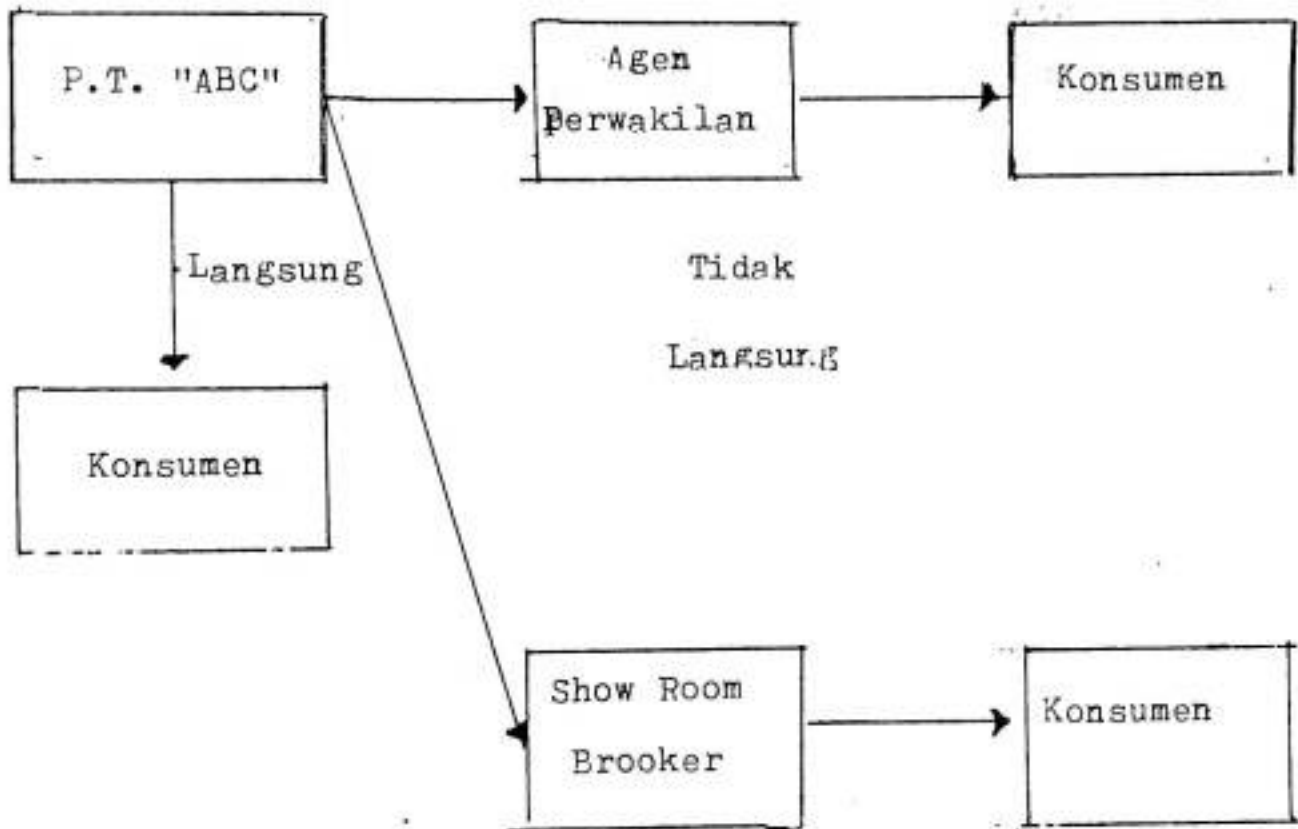 P.T. "ABC"
Agen
Perwakilan
Konsumen
Langsung
Tidak
Langsung
Konsumen
Show Room
Brooker
Konsumen